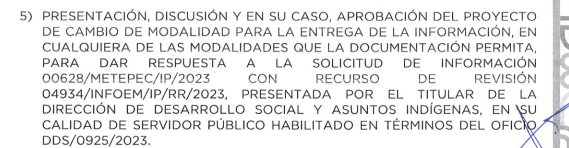 5) PRESENTACIÓN, DISCUSIÓN Y EN SU CASO, APROBACIÓN DEL PROYECTO
DE CAMBIO DE MODALIDAD PARA LA ENTREGA DE LA INFORMACIÓN, EN
CUALQUIERA DE LAS MODALIDADES QUE LA DOCUMENTACIÓN PERMITA,
PARA DAR RESPUESTA A LA SOLICITUD DE INFORMACIÓN
00628/METEPEC/IP/2023 CON RECURSO DE REVISIÓN
04934/INFOEM/IP/RR/2023, PRESENTADA POR EL TITULAR DE LA
DIRECCIÓN DE DESARROLLO SOCIAL Y ASUNTOS INDÍGENAS, EN SU
CALIDAD DE SERVIDOR PÚBLICO HABILITADO EN TÉRMINOS DEL OFICIO
DDS/0925/2023.